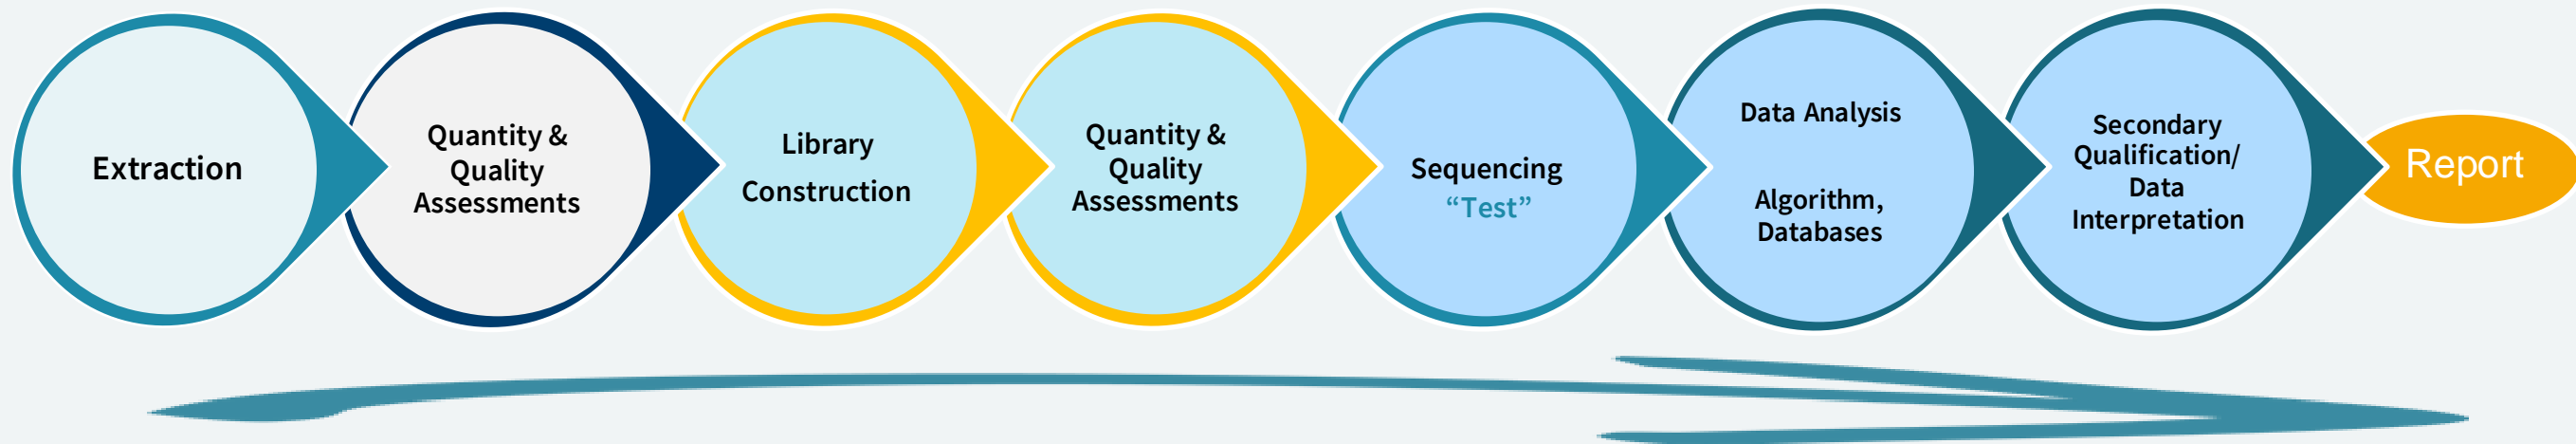 Extraction
Quantity &
Quality
Assessments
Library
Construction
Quantity &
Quality
Assessments
Sequencing
“Test”
Data Analysis
Algorithm,
Databases
Secondary
Qualification/
Data
Interpretation
Report